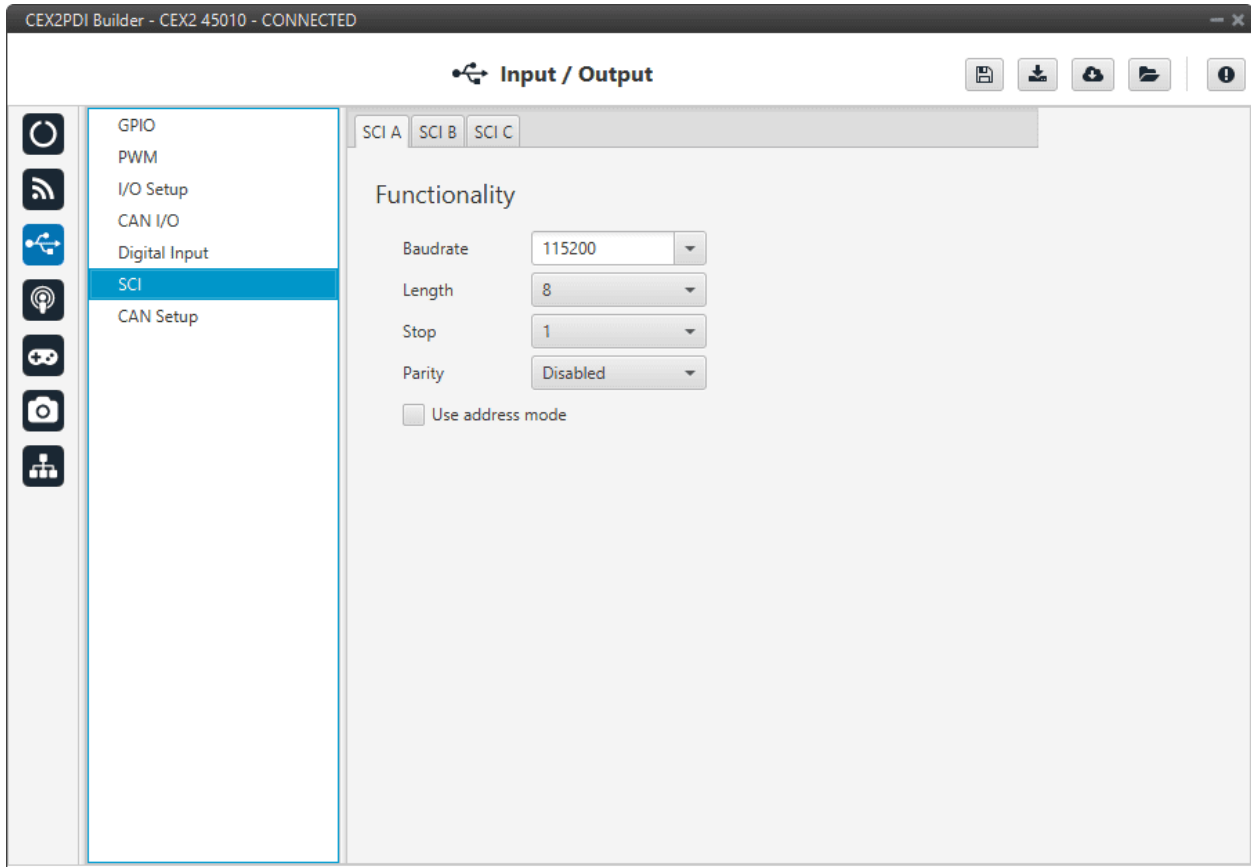 CEX2PDI Builder - CEX2 45010 - CONNECTED
Input / Output
GPIO
PWM
I/O Setup
CAN I/O
Digital Input
SCI
CAN Setup
SCI A SCI B SCI C
Functionality
Baudrate 115200
Length 8
Stop 1
Parity Disabled
Use address mode